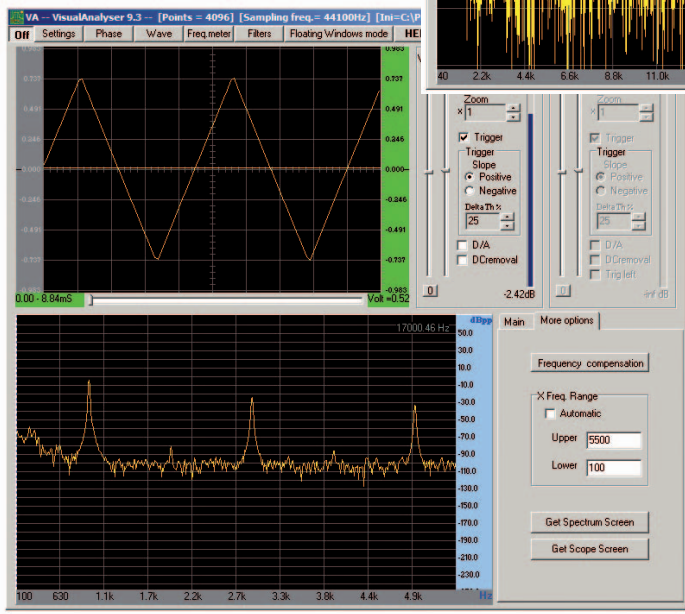 VA -- VisualAnalyser 9.3 -- [Points = 4096] [Sampling freq.= 44100Hz] [Ini=C:\P
Off Settings Phase Wave Freq.meter Filters Floating Windows mode HEL
40 2.2k 4.4k 6.6k 8.8k 11.0k
0.983 0.983
0.737 0.737
0.491 0.491
0.246 0.246
0.000 0.000
-0.246 -0.246
-0.491 -0.491
-0.737 -0.737
-0.983 -0.983
0.00 - 8.84mS Volt =0.52
Zoom
× 1
Trigger
Trigger
Slope
Positive
Negative
Delta Th %
25
D/A
DCremoval
0 -2.42dB
Zoom
× 1
Trigger
Trigger
Slope
Positive
Negative
Delta Th %
25
D/A
DCremoval
Trig left
0 -inf dB
17000.46 Hz dBpp
50.0
30.0
10.0
-10.0
-30.0
-50.0
-70.0
-90.0
-110.0
-130.0
-150.0
-170.0
-190.0
-210.0
-230.0
100 630 1.1k 1.7k 2.2k 2.7k 3.3k 3.8k 4.4k 4.9k Hz
Main More options
Frequency compensation
X Freq. Range
Automatic
Upper 5500
Lower 100
Get Spectrum Screen
Get Scope Screen